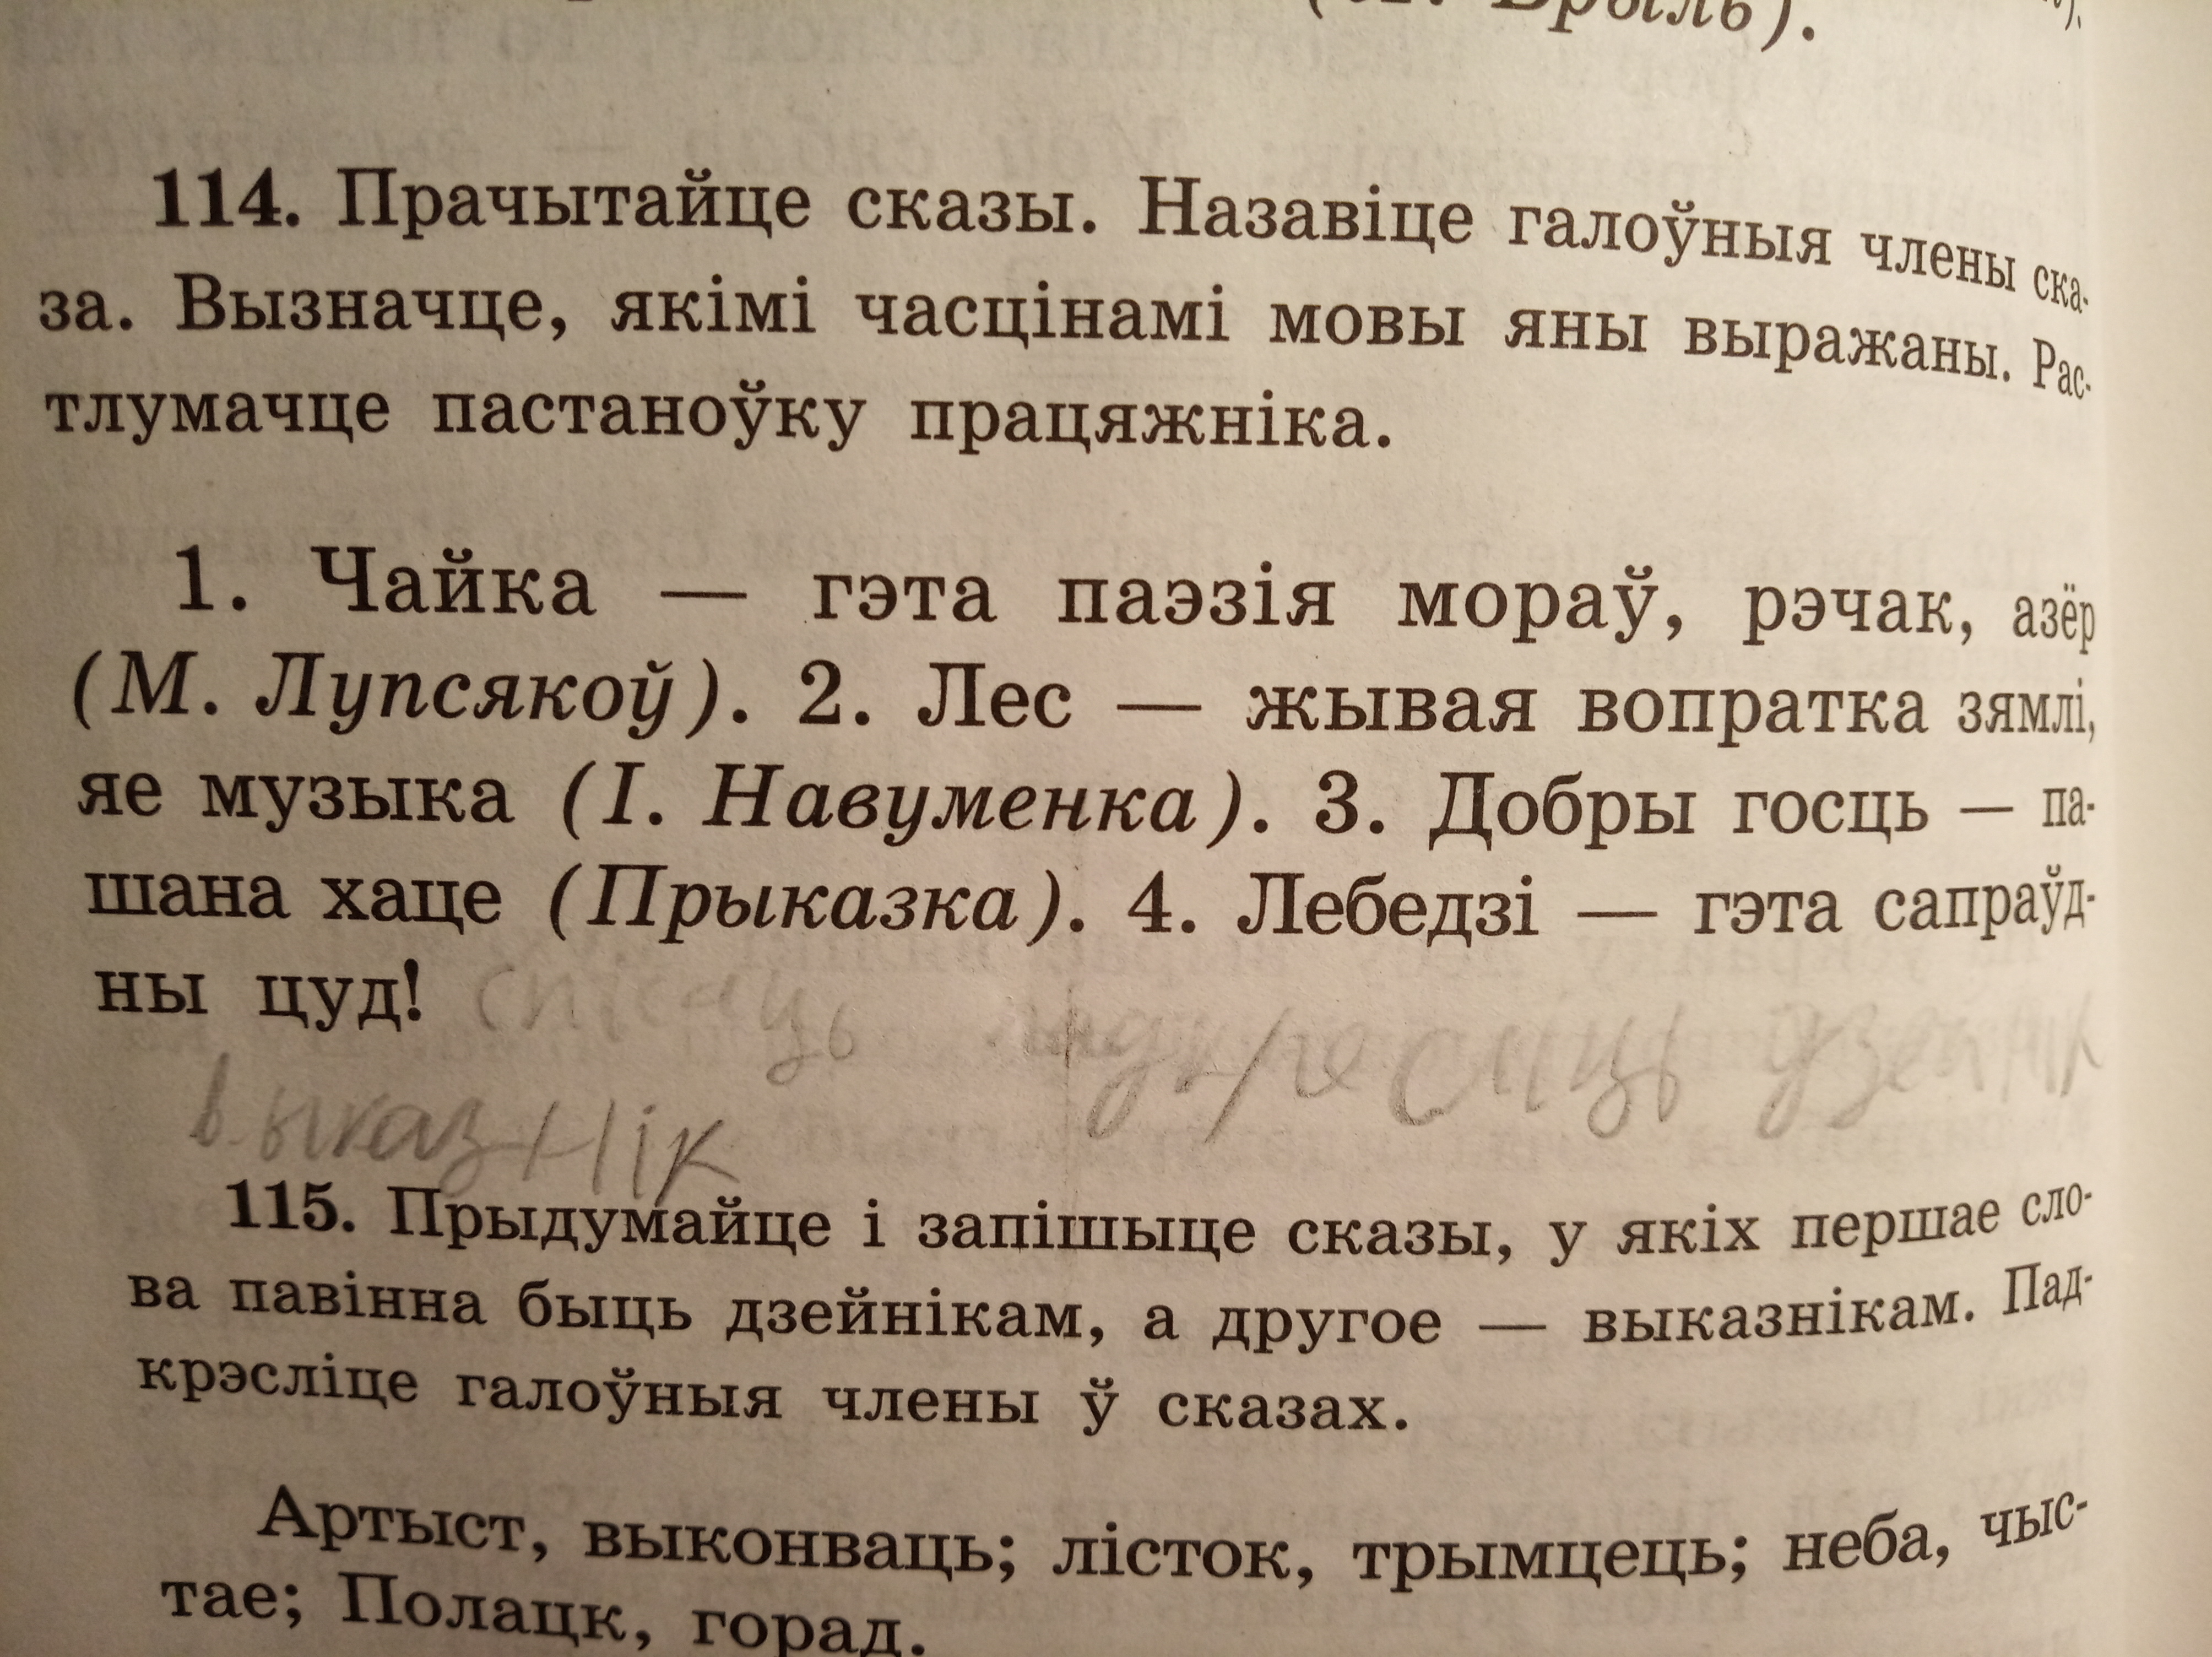 114. Прачытайце сказы. Назавіце галоўныя члены ска-
за. Вызначце, якімі часцінамі мовы яны выражаны. Рас-
тлумачце пастаноўку працяжніка.
1. Чайка — гэта паэзія мораў, рэчак, азёр
(М. Лупсякоў). 2. Лес — жывая вопратка зямлі,
яе музыка (І. Навуменка). 3. Добры госць — па-
шана хаце (Прыказка). 4. Лебедзі — гэта сапраўд-
ны цуд!
спісаць дзейнік
выказнік
115. Прыдумайце і запішыце сказы, у якіх першае сло-
ва павінна быць дзейнікам, а другое — выказнікам. Пад-
крэсліце галоўныя члены ў сказах.
Артыст, выконваць; лісток, трымцець; неба, чыс-
тае; Полацк, горад.